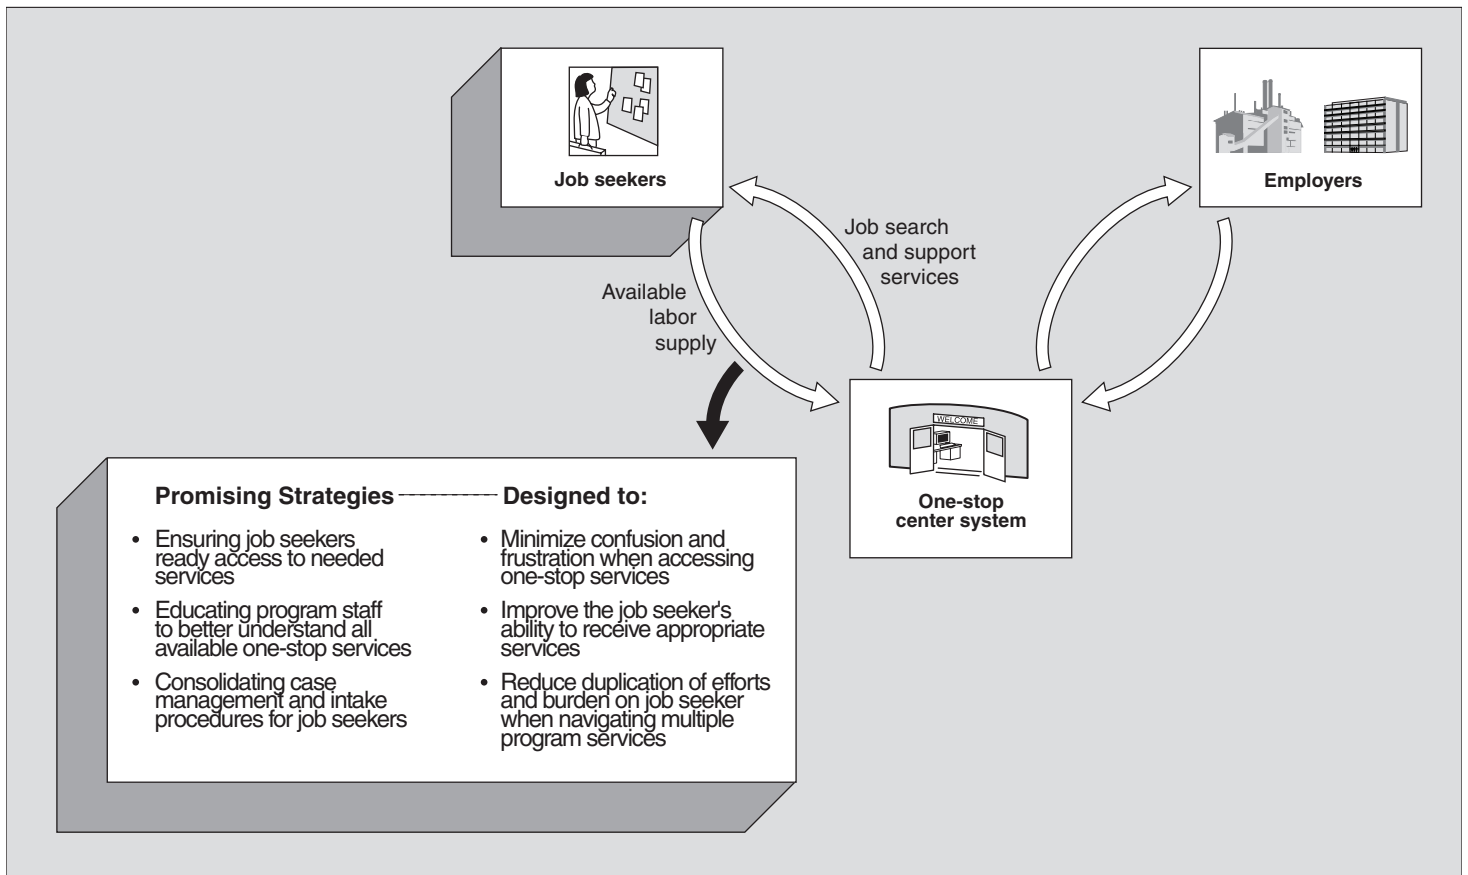 Job seekers
Employers
Job search
and support
services
Available
labor
supply
WELCOME
One-stop
center system
Promising Strategies
Designed to:
• Ensuring job seekers
ready access to needed
services
• Minimize confusion and
frustration when accessing
one-stop services
• Educating program staff
to better understand all
available one-stop services
• Improve the job seeker's
ability to receive appropriate
services
• Consolidating case
management and intake
procedures for job seekers
• Reduce duplication of efforts
and burden on job seeker
when navigating multiple
program services